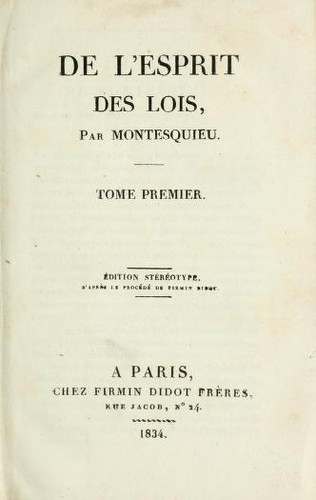 DE L'ESPRIT
DES LOIS,
PAR MONTESQUIEU.
TOME PREMIER.
ÉDITION STÉRÉOTYPE,
D'APRÈS LE PROCÉDÉ DE FIRMIN DIDOT.
A PARIS,
CHEZ FIRMIN DIDOT FRÈRES,
RUE JACOB, N° 24.
1834.